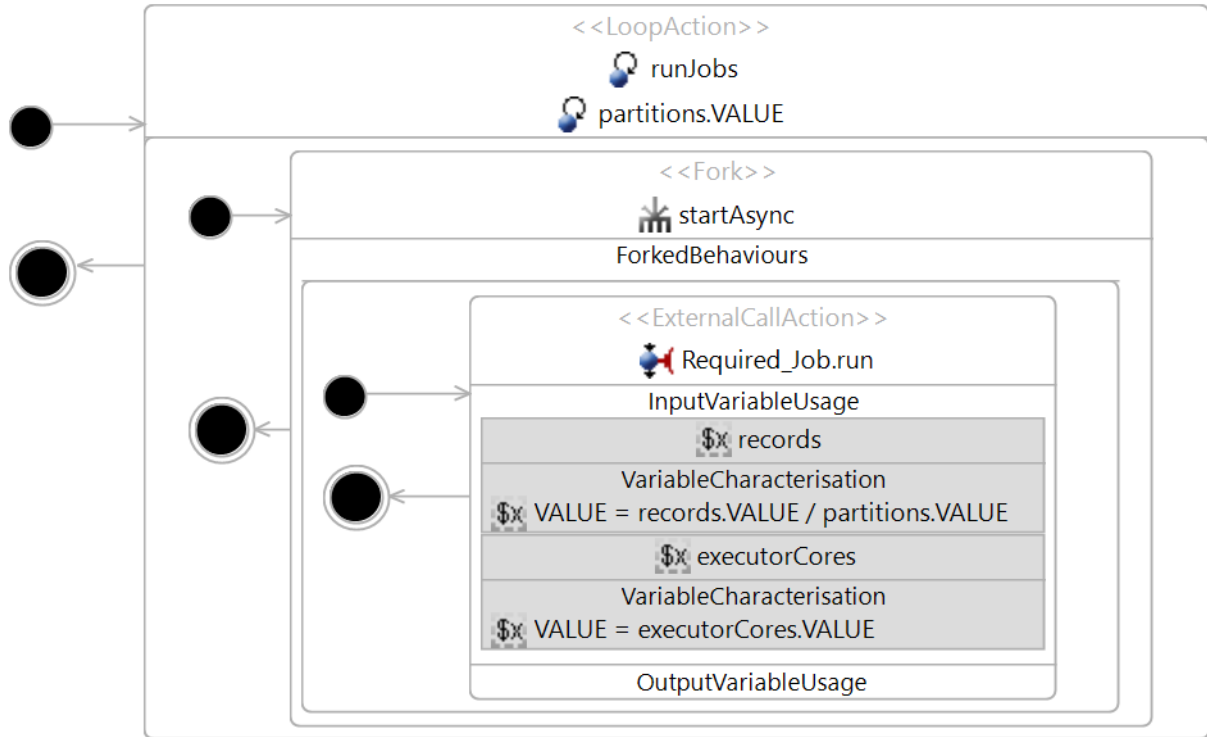 <<LoopAction>>
runJobs
partitions.VALUE
<<Fork>>
startAsync
ForkedBehaviours
<<ExternalCallAction>>
Required_Job.run
InputVariableUsage
$x records
VariableCharacterisation
$x VALUE = records.VALUE / partitions.VALUE
$x executorCores
VariableCharacterisation
$x VALUE = executorCores.VALUE
OutputVariableUsage